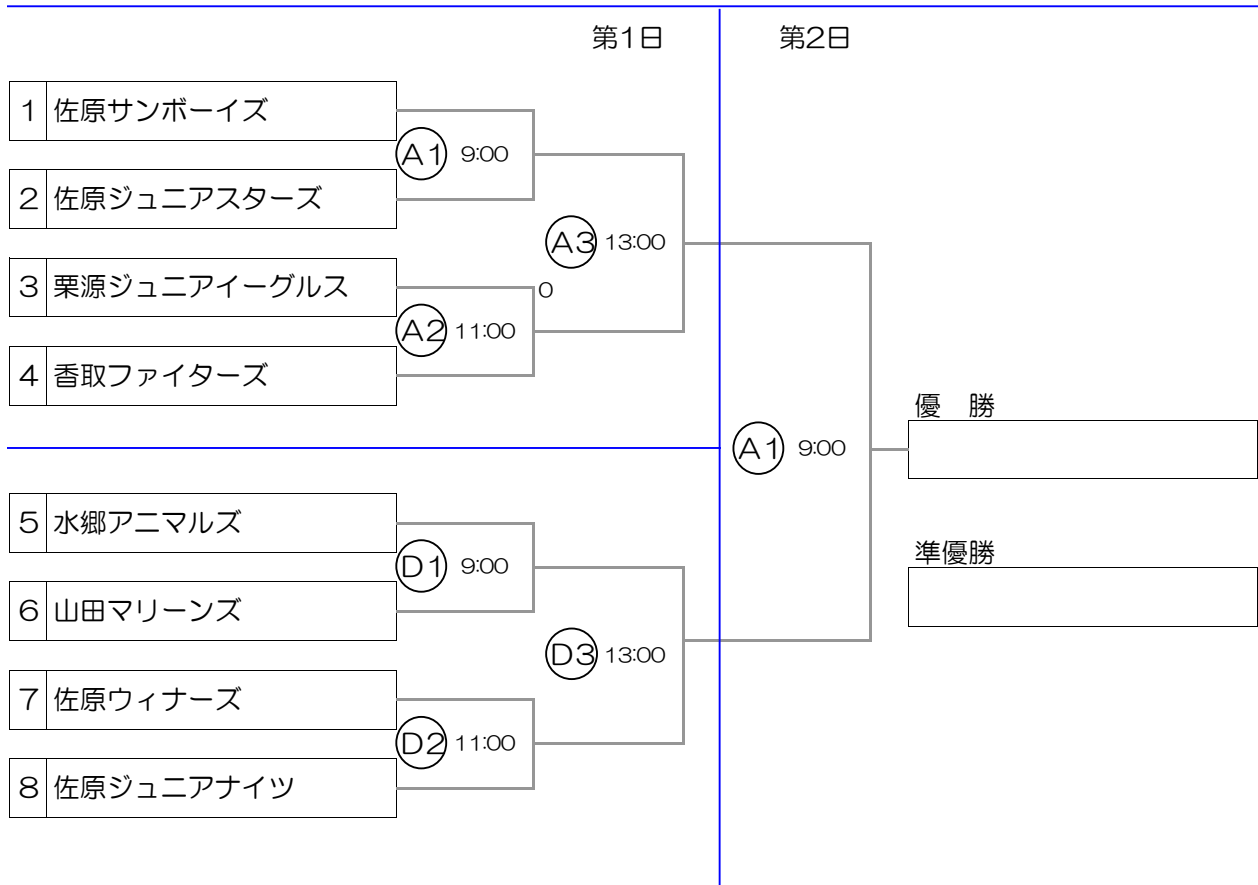 第1日 第2日
1 佐原サンボーイズ
A1 9:00
2 佐原ジュニアスターズ
A3 13:00
3 栗源ジュニアイーグルス
0
A2 11:00
4 香取ファイターズ
優 勝
A1 9:00
5 水郷アニマルズ
準優勝
D1 9:00
6 山田マリーンズ
D3 13:00
7 佐原ウィナーズ
D2 11:00
8 佐原ジュニアナイツ